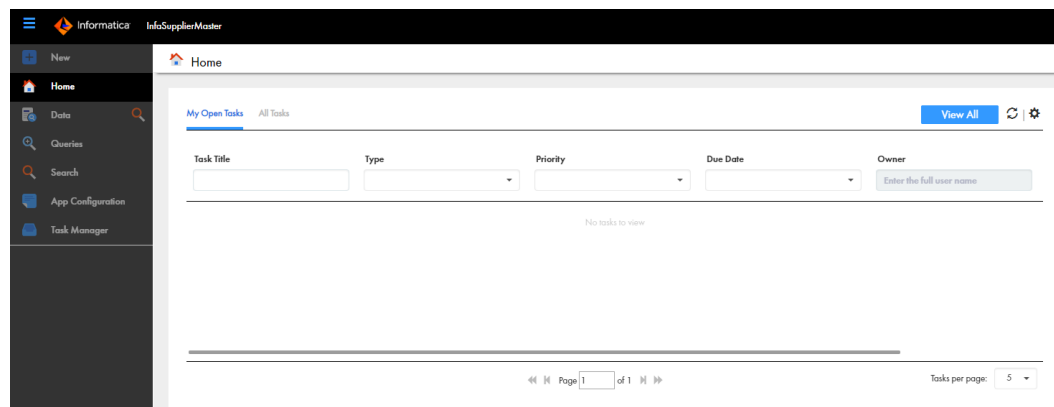 Informatica InfaSupplierMaster
New
Home
Data
Queries
Search
App Configuration
Task Manager
Home
My Open Tasks All Tasks View All
Task Title Type Priority Due Date Owner
Enter the full user name
No tasks to view
Page 1 of 1 Tasks per page: 5